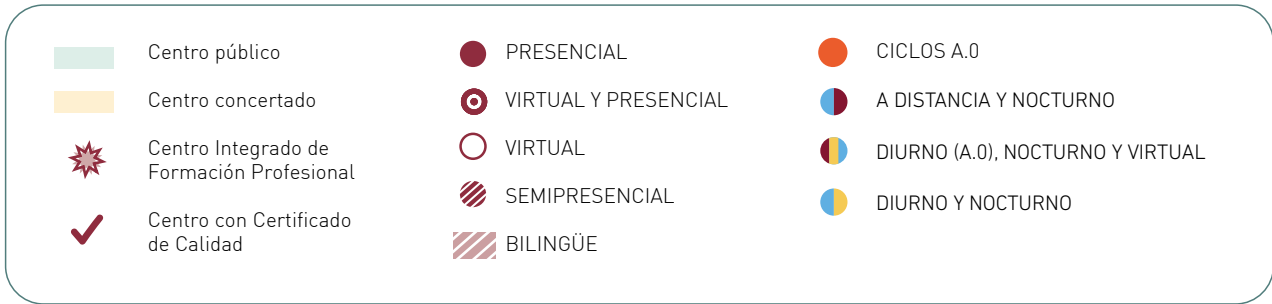 Centro público
Centro concertado
Centro Integrado de
Formación Profesional
Centro con Certificado
de Calidad
PRESENCIAL
VIRTUAL Y PRESENCIAL
VIRTUAL
SEMIPRESENCIAL
BILINGÜE
CICLOS A.0
A DISTANCIA Y NOCTURNO
DIURNO (A.0), NOCTURNO Y VIRTUAL
DIURNO Y NOCTURNO